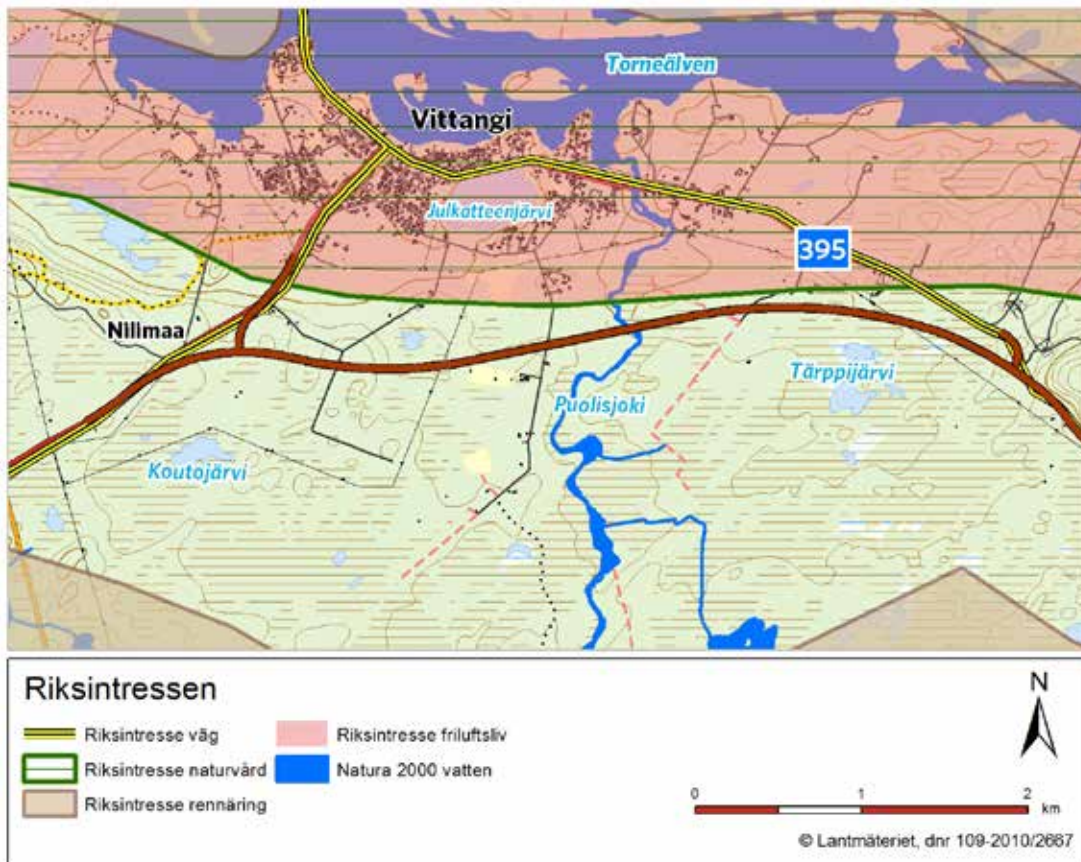 Torneälven
Vittangi
Julkatteenjärvi
395
Nilimaa
Tärppijärvi
Puolisjoki
Koutojärvi
Riksintressen
N
Riksintresse väg
Riksintresse friluftsliv
Riksintresse naturvård
Natura 2000 vatten
Riksintresse rennäring
0 1 2
km
© Lantmäteriet, dnr 109-2010/2667